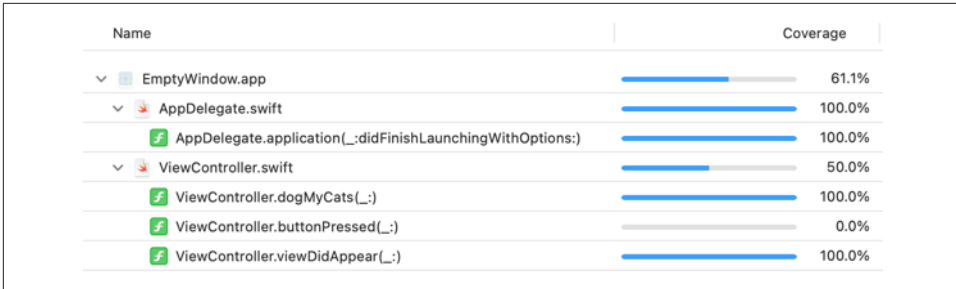 Name Coverage
EmptyWindow.app 61.1%
AppDelegate.swift 100.0%
AppDelegate.application(_:didFinishLaunchingWithOptions:) 100.0%
ViewController.swift 50.0%
ViewController.dogMyCats(_:) 100.0%
ViewController.buttonPressed(_:) 0.0%
ViewController.viewDidAppear(_:) 100.0%